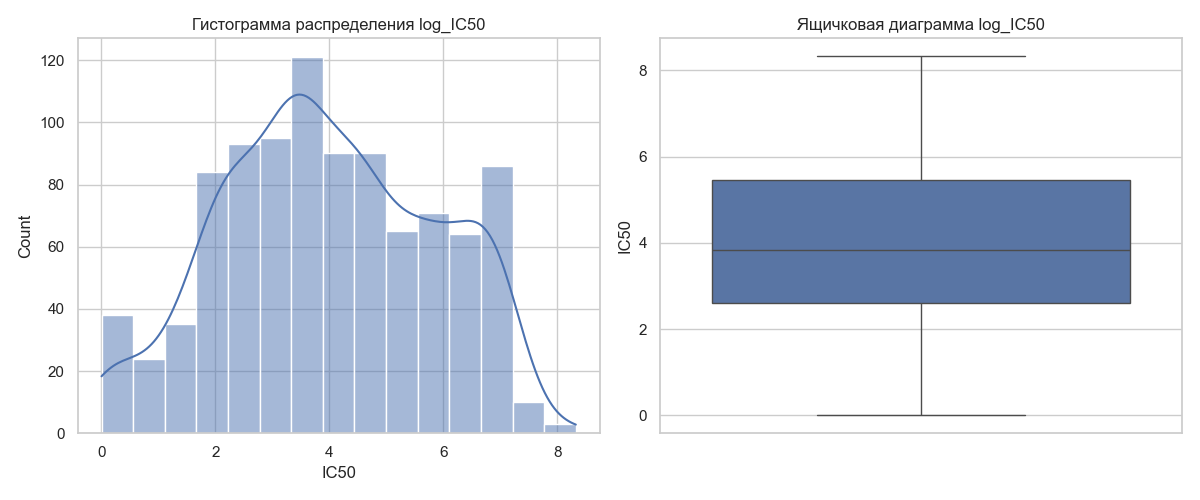 Гистограмма распределения log_IC50
120
100
80
60
40
20
0
Count
0 2 4 6 8
IC50
Ящичковая диаграмма log_IC50
8
6
4
2
0
IC50